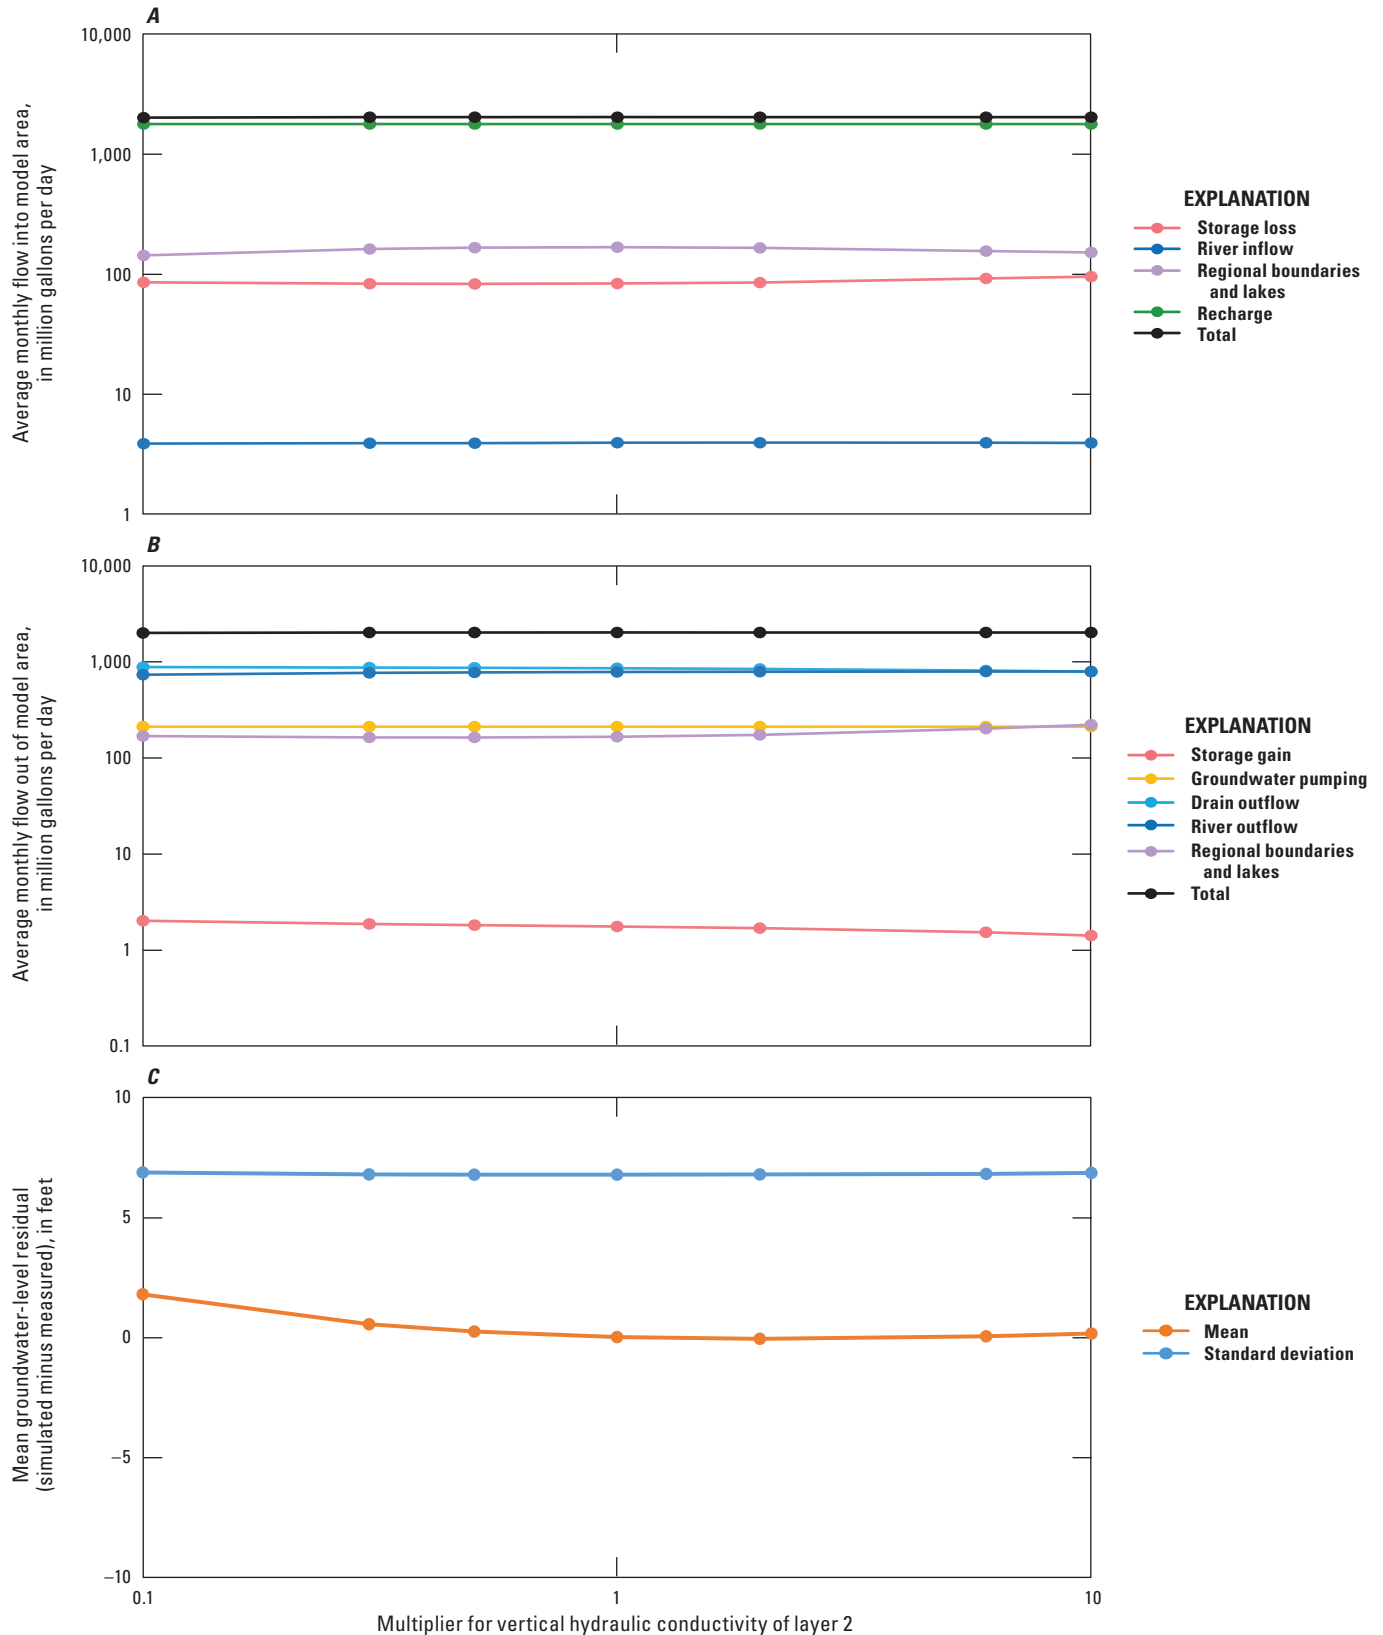 A
Average monthly flow into model area,
in million gallons per day
10,000
1,000
100
10
1
EXPLANATION
Storage loss
River inflow
Regional boundaries
and lakes
Recharge
Total
B
Average monthly flow out of model area,
in million gallons per day
10,000
1,000
100
10
1
0.1
EXPLANATION
Storage gain
Groundwater pumping
Drain outflow
River outflow
Regional boundaries
and lakes
Total
C
Mean groundwater-level residual
(simulated minus measured), in feet
10
5
0
−5
−10
EXPLANATION
Mean
Standard deviation
0.1 1 10
Multiplier for vertical hydraulic conductivity of layer 2